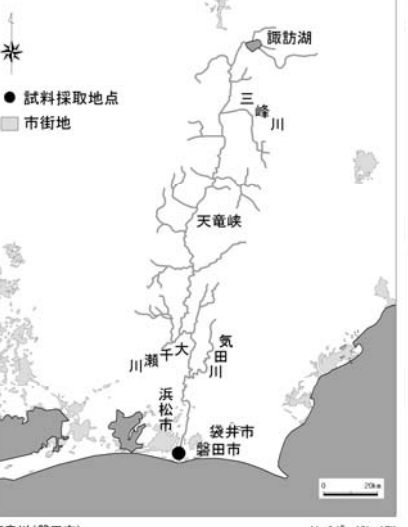 諏訪湖
● 試料採取地点
市街地
三峰川
天竜峡
大千瀬川
気田川
浜松市
袋井市
磐田市
0 20km